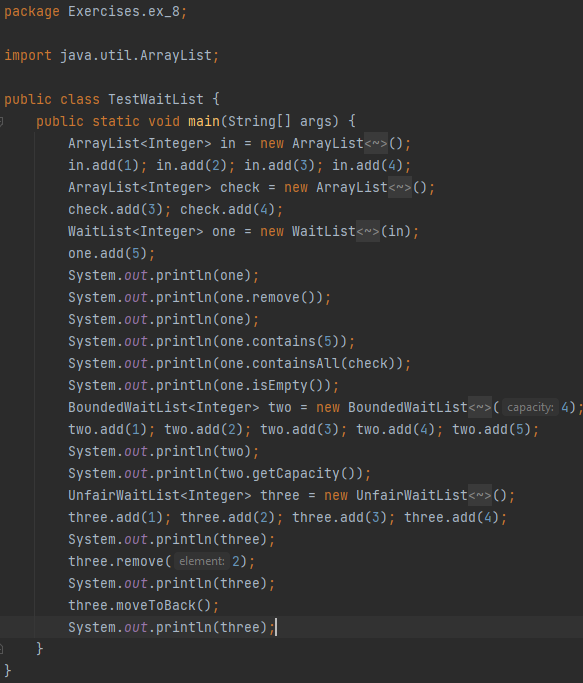 package Exercises.ex_8;
import java.util.ArrayList;
public class TestWaitList {
public static void main(String[] args) {
ArrayList<Integer> in = new ArrayList<~>();
in.add(1); in.add(2); in.add(3); in.add(4);
ArrayList<Integer> check = new ArrayList<~>();
check.add(3); check.add(4);
WaitList<Integer> one = new WaitList<~>(in);
one.add(5);
System.out.println(one);
System.out.println(one.remove());
System.out.println(one);
System.out.println(one.contains(5));
System.out.println(one.containsAll(check));
System.out.println(one.isEmpty());
BoundedWaitList<Integer> two = new BoundedWaitList<~>( capacity: 4);
two.add(1); two.add(2); two.add(3); two.add(4); two.add(5);
System.out.println(two);
System.out.println(two.getCapacity());
UnfairWaitList<Integer> three = new UnfairWaitList<~>();
three.add(1); three.add(2); three.add(3); three.add(4);
System.out.println(three);
three.remove( element: 2);
System.out.println(three);
three.moveToBack();
System.out.println(three);
}
}